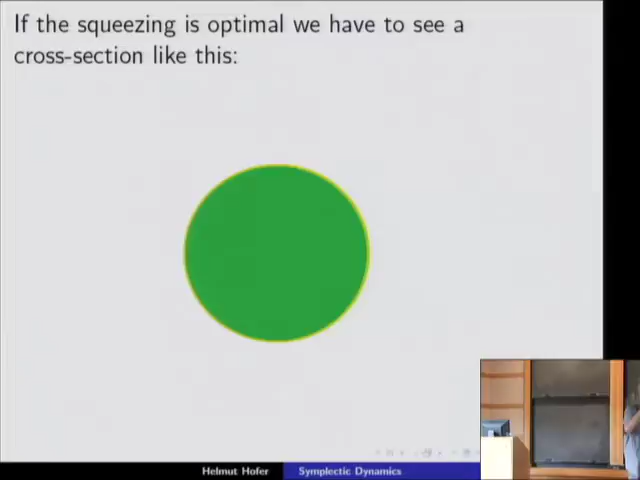 If the squeezing is optimal we have to see a
cross-section like this:
Helmut Hofer
Symplectic Dynamics